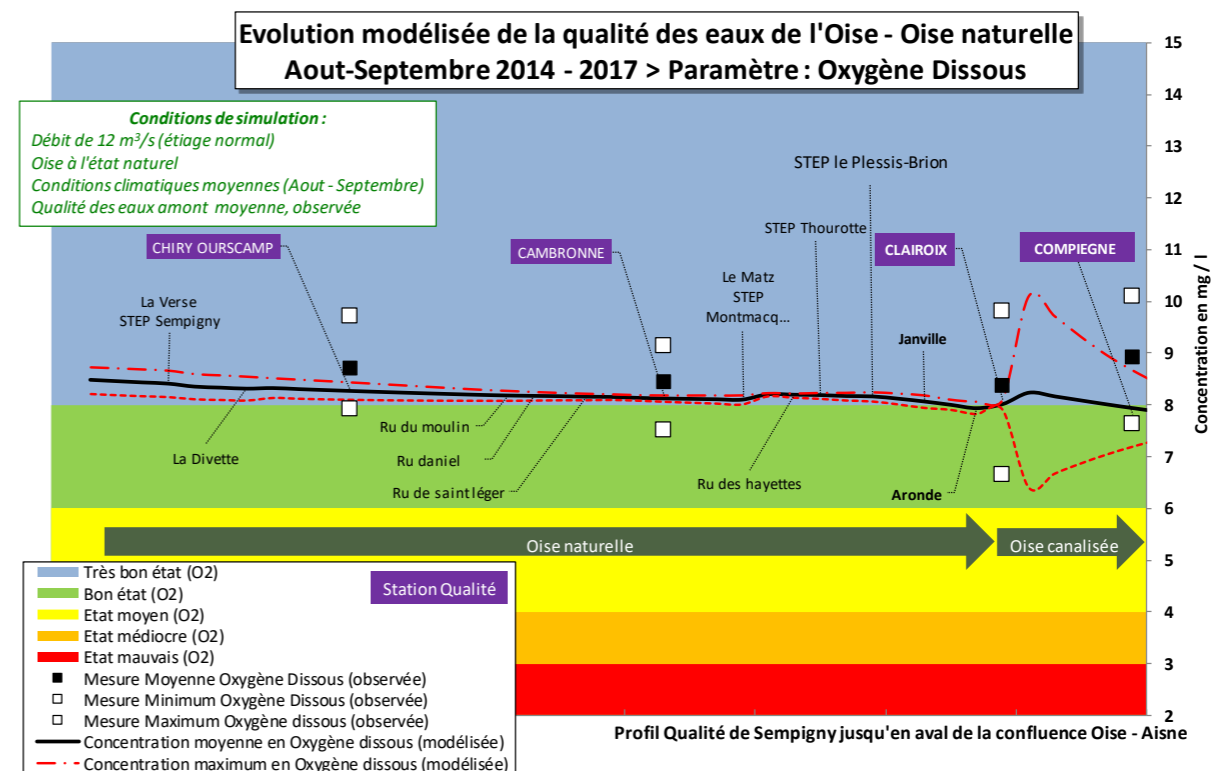 Evolution modélisée de la qualité des eaux de l'Oise - Oise naturelle
Aout-Septembre 2014 - 2017 > Paramètre : Oxygène Dissous
Conditions de simulation :
Débit de 12 m³/s (étiage normal)
Oise à l'état naturel
Conditions climatiques moyennes (Aout - Septembre)
Qualité des eaux amont moyenne, observée
STEP le Plessis-Brion
STEP Thourotte
CHIRY OURSCAMP
CAMBRONNE
CLAIROIX
COMPIEGNE
La Verse
STEP Sempigny
Le Matz
STEP
Montmacq...
Janville
Ru du moulin
La Divette
Ru daniel
Ru de saint léger
Ru des hayettes
Aronde
Oise naturelle
Oise canalisée
15
14
13
12
11
10
9
8
7
6
5
4
3
2
Concentration en mg / l
Très bon état (O2)
Bon état (O2)
Etat moyen (O2)
Etat médiocre (O2)
Etat mauvais (O2)
Mesure Moyenne Oxygène Dissous (observée)
Mesure Minimum Oxygène Dissous (observée)
Mesure Maximum Oxygène dissous (observée)
Concentration moyenne en Oxygène dissous (modélisée)
Concentration maximum en Oxygène dissous (modélisée)
Station Qualité
Profil Qualité de Sempigny jusqu'en aval de la confluence Oise - Aisne